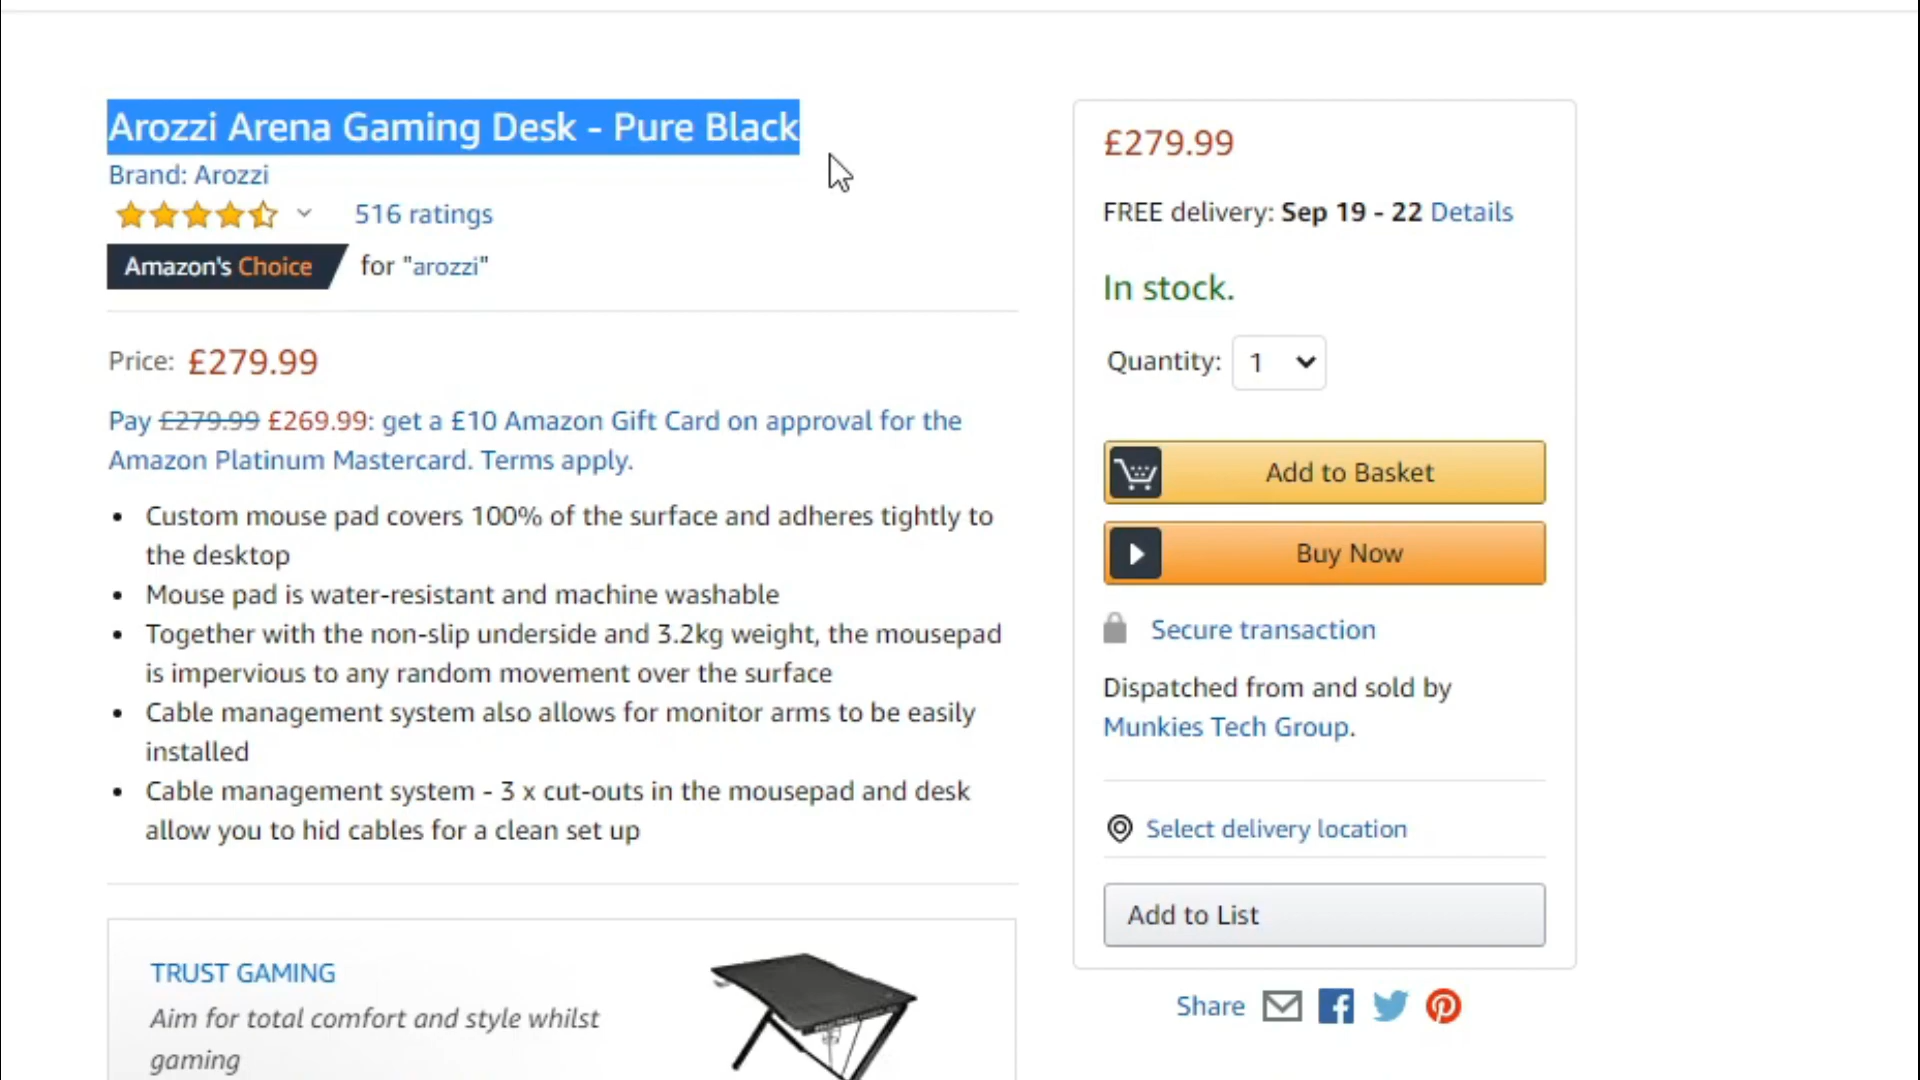 Arozzi Arena Gaming Desk - Pure Black
Brand: Arozzi
516 ratings
Amazon's Choice for "arozzi"
Price: £279.99
Pay £279.99 £269.99: get a £10 Amazon Gift Card on approval for the
Amazon Platinum Mastercard. Terms apply.
Custom mouse pad covers 100% of the surface and adheres tightly to
the desktop
Mouse pad is water-resistant and machine washable
Together with the non-slip underside and 3.2kg weight, the mousepad
is impervious to any random movement over the surface
Cable management system also allows for monitor arms to be easily
installed
Cable management system - 3 x cut-outs in the mousepad and desk
allow you to hid cables for a clean set up
TRUST GAMING
Aim for total comfort and style whilst
gaming
£279.99
FREE delivery: Sep 19 - 22 Details
In stock.
Quantity: 1
Add to Basket
Buy Now
Secure transaction
Dispatched from and sold by
Munkies Tech Group.
Select delivery location
Add to List
Share